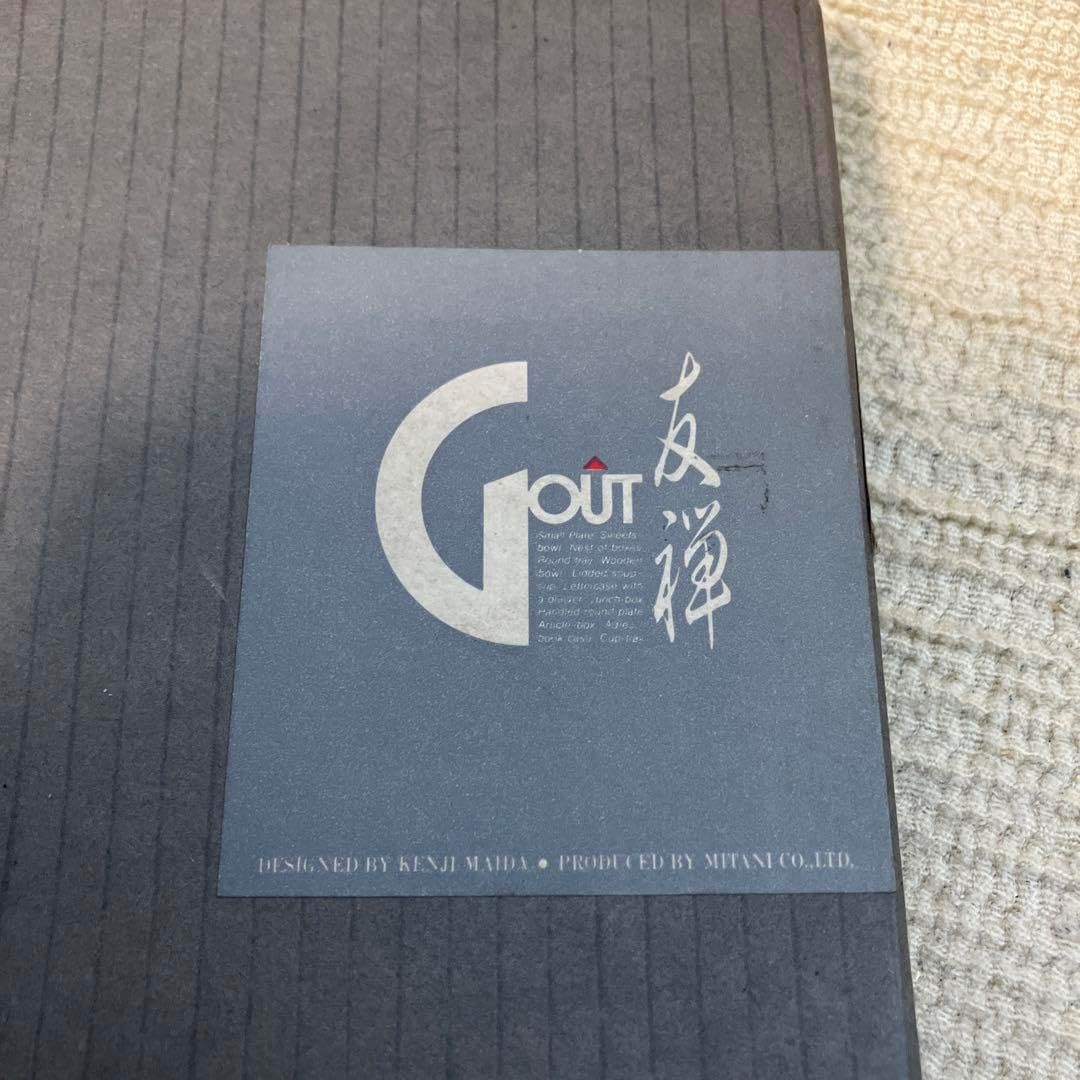 GOÛT
友禅
Small Plate Sweets
bowl Nest of boxes
Round tray Wooden
bowl Lidded soup
cup Lettercase with
a drawer Lunch-box
Handled round plate
Article box
book case Cup
DESIGNED BY KENJI MAIDA ● PRODUCED BY MITANI CO.,LTD.